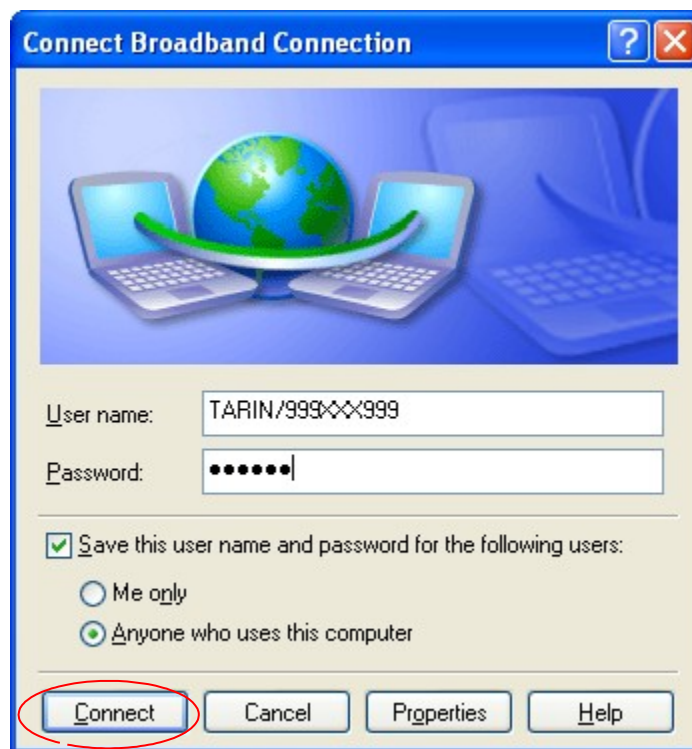 Connect Broadband Connection
User name: TARIN/999XXX999
Password: ●●●●●●
Save this user name and password for the following users:
Me only
Anyone who uses this computer
Connect Cancel Properties Help